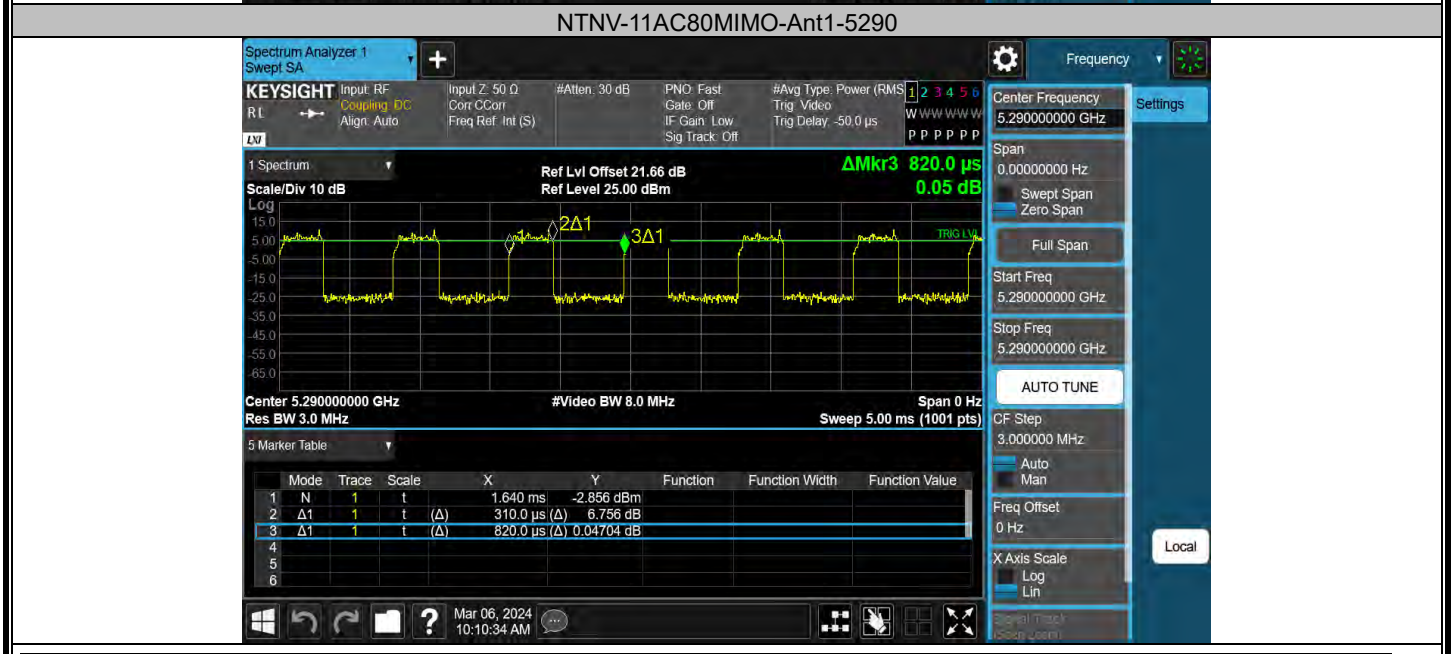 NTNV-11AC80MIMO-Ant1-5290
Spectrum Analyzer 1
Swept SA
+
Frequency
KEYSIGHT Input: RF Input Z: 50 Ω #Atten: 30 dB PNO: Fast #Avg Type: Power (RMS 1 2 3 4 5 6
RL Coupling: DC Corr CCorr Gate: Off Trig: Video
Align: Auto Freq Ref: Int (S) IF Gain: Low Trig Delay: -50.0 µs W W W W W W
LXI Sig Track: Off P P P P P P
1 Spectrum
Ref Lvl Offset 21.66 dB
ΔMkr3 820.0 µs
Scale/Div 10 dB Ref Level 25.00 dBm 0.05 dB
Log
15.0
5.00
-5.00
-15.0
-25.0
-35.0
-45.0
-55.0
-65.0
1
2Δ1
3Δ1
TRIG LVL
Center 5.290000000 GHz #Video BW 8.0 MHz Span 0 Hz
Res BW 3.0 MHz Sweep 5.00 ms (1001 pts)
5 Marker Table
Mode Trace Scale X Y Function Function Width Function Value
1 N 1 t 1.640 ms -2.856 dBm
2 Δ1 1 t (Δ) 310.0 µs (Δ) 6.756 dB
3 Δ1 1 t (Δ) 820.0 µs (Δ) 0.04704 dB
4
5
6
? Mar 06, 2024
10:10:34 AM
Center Frequency
5.290000000 GHz
Settings
Span
0.00000000 Hz
Swept Span
Zero Span
Full Span
Start Freq
5.290000000 GHz
Stop Freq
5.290000000 GHz
AUTO TUNE
CF Step
3.000000 MHz
Auto
Man
Freq Offset
0 Hz
X Axis Scale
Log
Lin
Signal Track
(Span Zoom)
Local